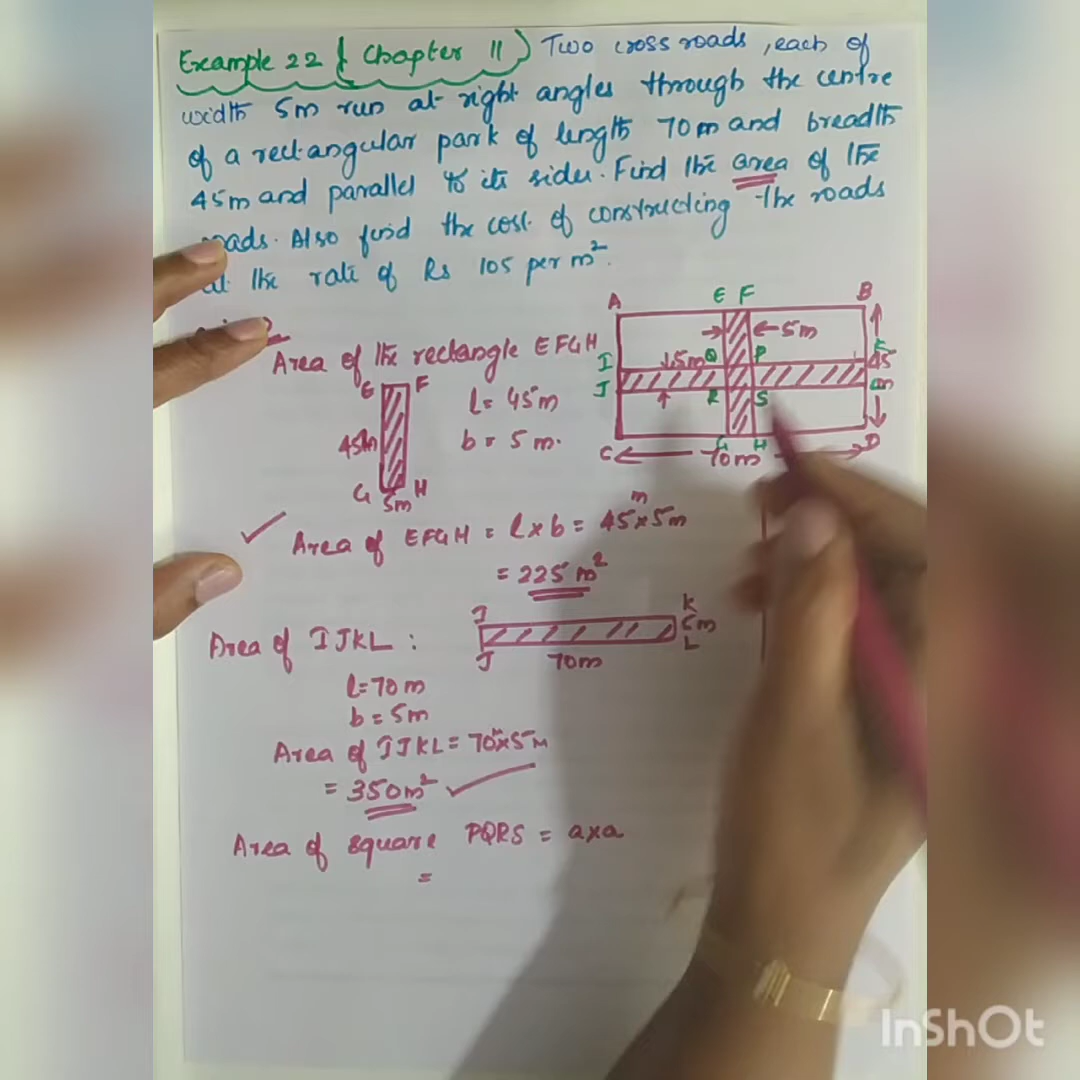 Example 22 { Chapter 11 } Two cross roads, each of
width 5m run at right angles through the centre
of a rectangular park of length 70m and breadth
45m and parallel to its sides. Find the area of the
roads. Also find the cost of constructing the roads
at the rate of Rs 105 per m²
Area of the rectangle EFGH
E F
45m
G H
5m
l = 45m
b = 5 m.
A E F B
5m
I 5m Q P K
J R S
45
m
C G H D
70m
Area of EFGH = l x b = 45 m x 5m
= 225 m²
Area of IJKL :
I K
5m
J L
70m
l=70m
b = 5m
Area of IJKL = 70m x 5m
= 350m²
Area of square PQRS = axa
=
InShOt